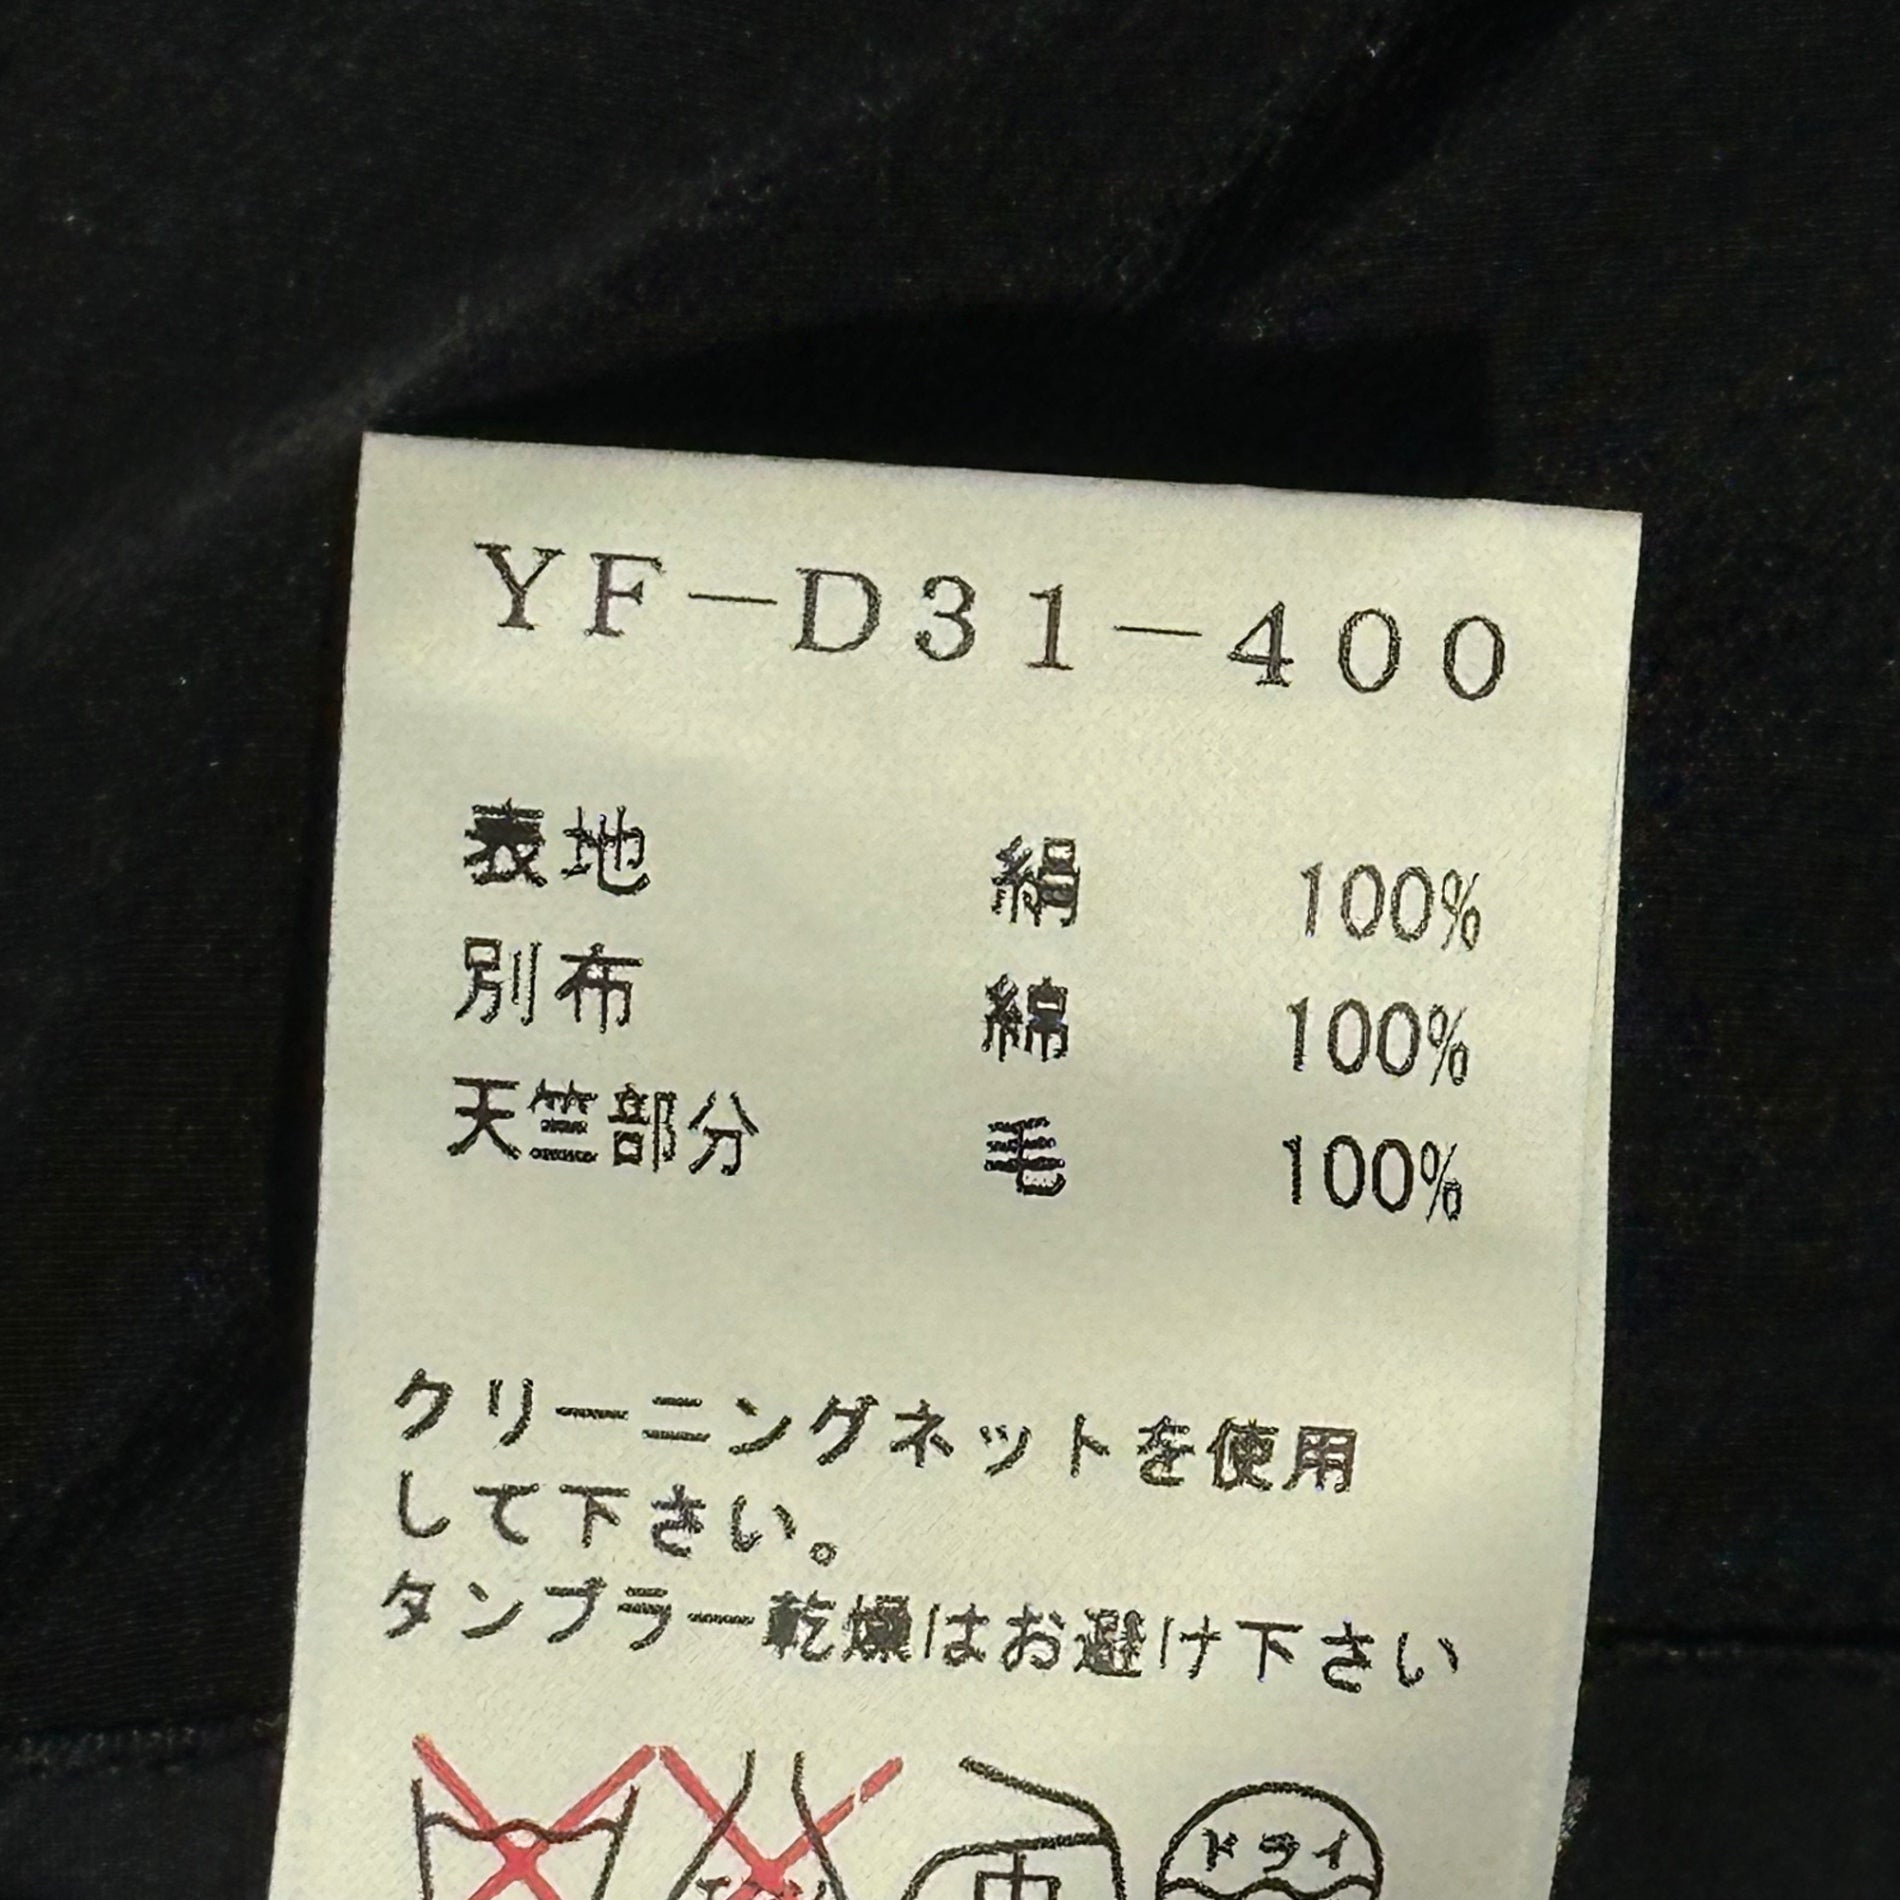 YF-D31-400
表地 絹 100%
別布 綿 100%
天竺部分 毛 100%
クリーニングネットを使用
して下さい。
タンブラー乾燥はお避け下さい
中 ドライ